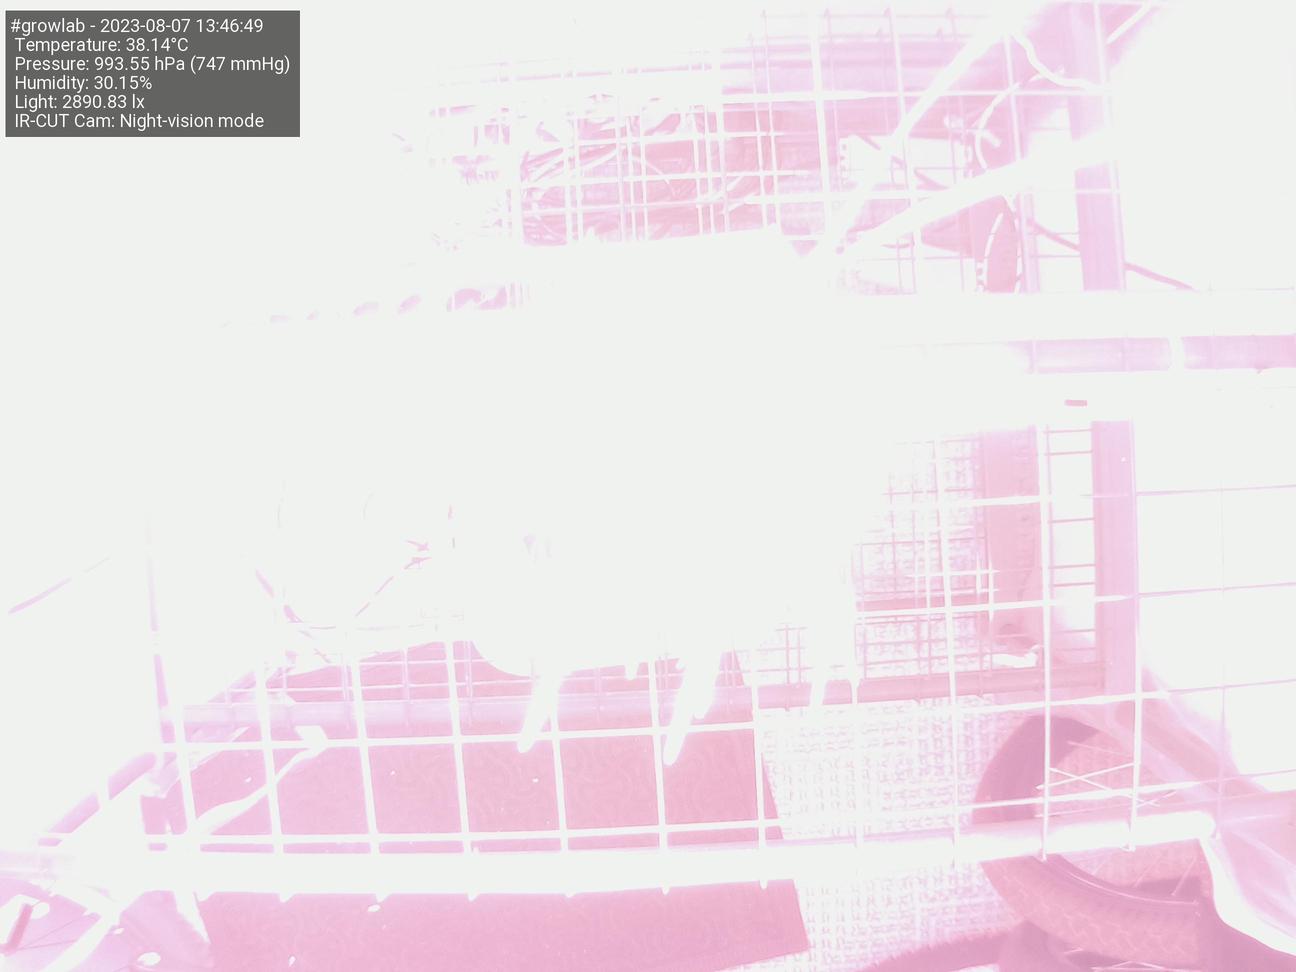 #growlab - 2023-08-07 13:46:49
Temperature: 38.14°C
Pressure: 993.55 hPa (747 mmHg)
Humidity: 30.15%
Light: 2890.83 lx
IR-CUT Cam: Night-vision mode